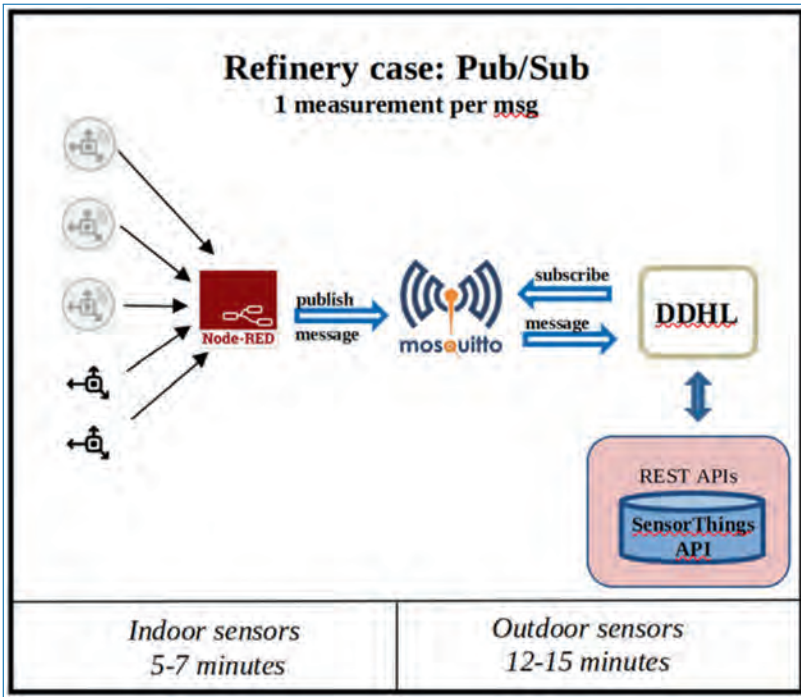 Refinery case: Pub/Sub
1 measurement per msg
Node-RED
publish
message
mosquitto
subscribe
message
DDHL
REST APIs
SensorThings
API
Indoor sensors
5-7 minutes
Outdoor sensors
12-15 minutes